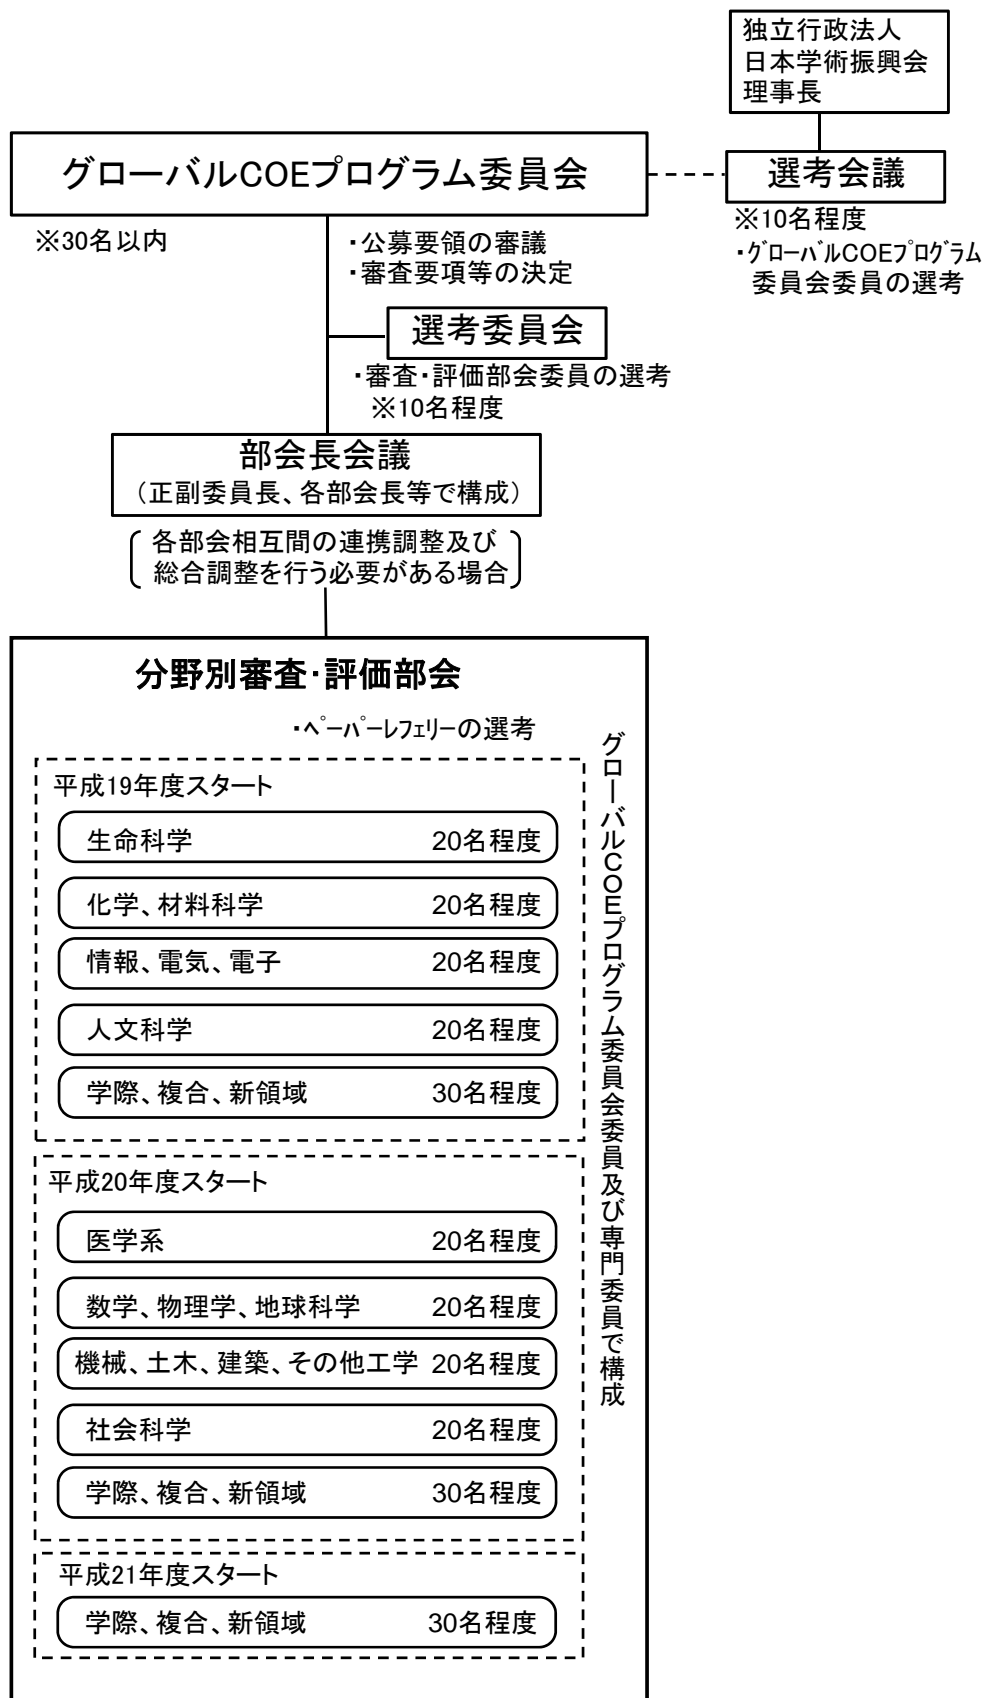 独立行政法人
日本学術振興会
理事長
グローバルCOEプログラム委員会
選考会議
※30名以内
・公募要領の審議
・審査要項等の決定
※10名程度
・グローバルCOEプログラム
委員会委員の選考
選考委員会
・審査・評価部会委員の選考
※10名程度
部会長会議
（正副委員長、各部会長等で構成）
各部会相互間の連携調整及び
総合調整を行う必要がある場合
分野別審査・評価部会
・ペーパーレフェリーの選考
グローバルCOEプログラム委員会委員及び専門委員で構成
平成19年度スタート
生命科学 20名程度
化学、材料科学 20名程度
情報、電気、電子 20名程度
人文科学 20名程度
学際、複合、新領域 30名程度
平成20年度スタート
医学系 20名程度
数学、物理学、地球科学 20名程度
機械、土木、建築、その他工学 20名程度
社会科学 20名程度
学際、複合、新領域 30名程度
平成21年度スタート
学際、複合、新領域 30名程度